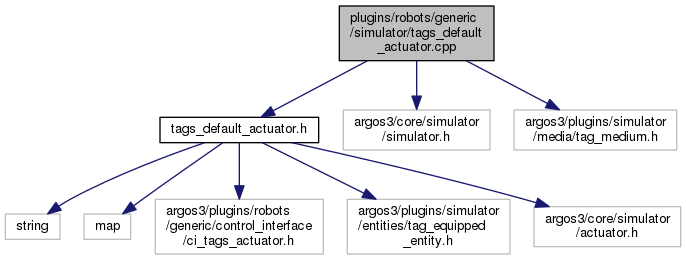 plugins/robots/generic
/simulator/tags_default
_actuator.cpp
tags_default_actuator.h
argos3/core/simulator
/simulator.h
argos3/plugins/simulator
/media/tag_medium.h
string
map
argos3/plugins/robots
/generic/control_interface
/ci_tags_actuator.h
argos3/plugins/simulator
/entities/tag_equipped
_entity.h
argos3/core/simulator
/actuator.h